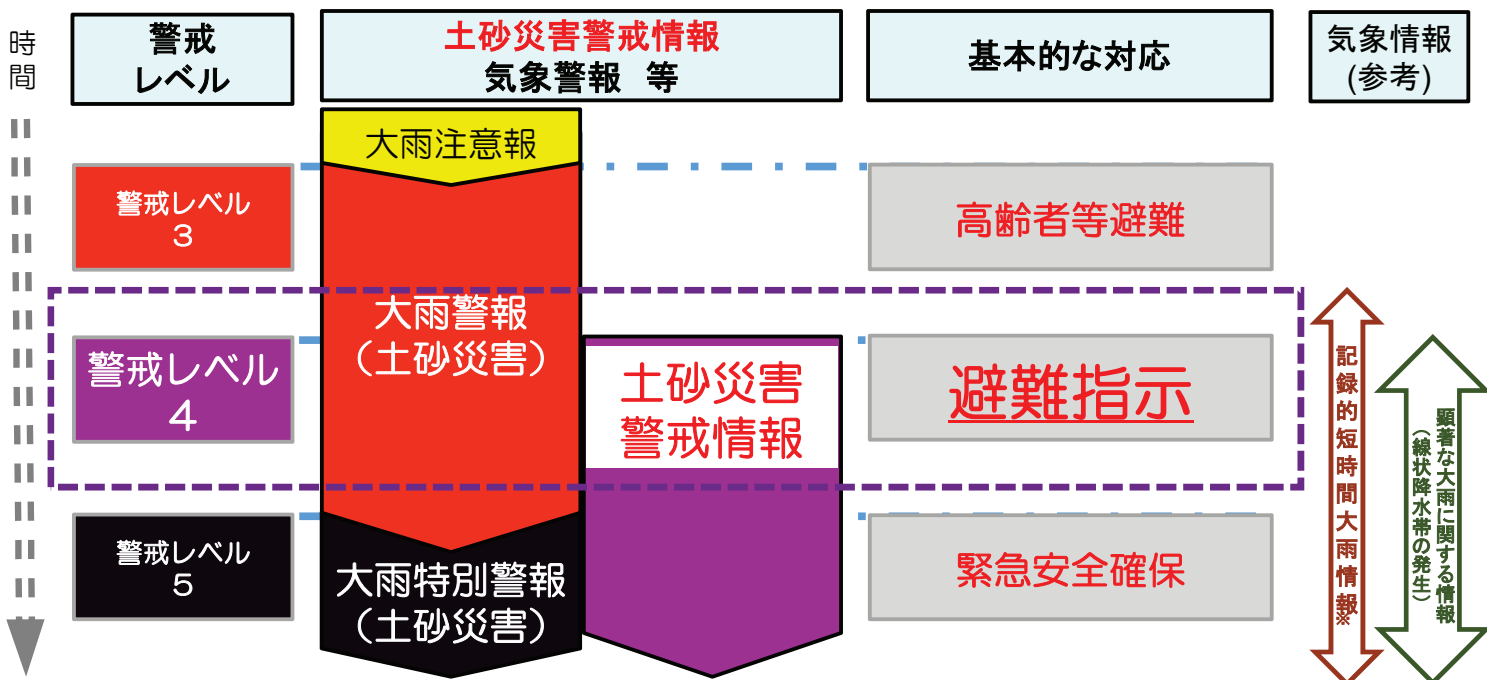 時
間
警戒
レベル
土砂災害警戒情報
気象警報 等
基本的な対応
気象情報
(参考)
大雨注意報
警戒レベル
3
高齢者等避難
大雨警報
（土砂災害）
警戒レベル
4
土砂災害
警戒情報
避難指示
警戒レベル
5
大雨特別警報
（土砂災害）
緊急安全確保
記録的短時間大雨情報※
顕著な大雨に関する情報
（線状降水帯の発生）